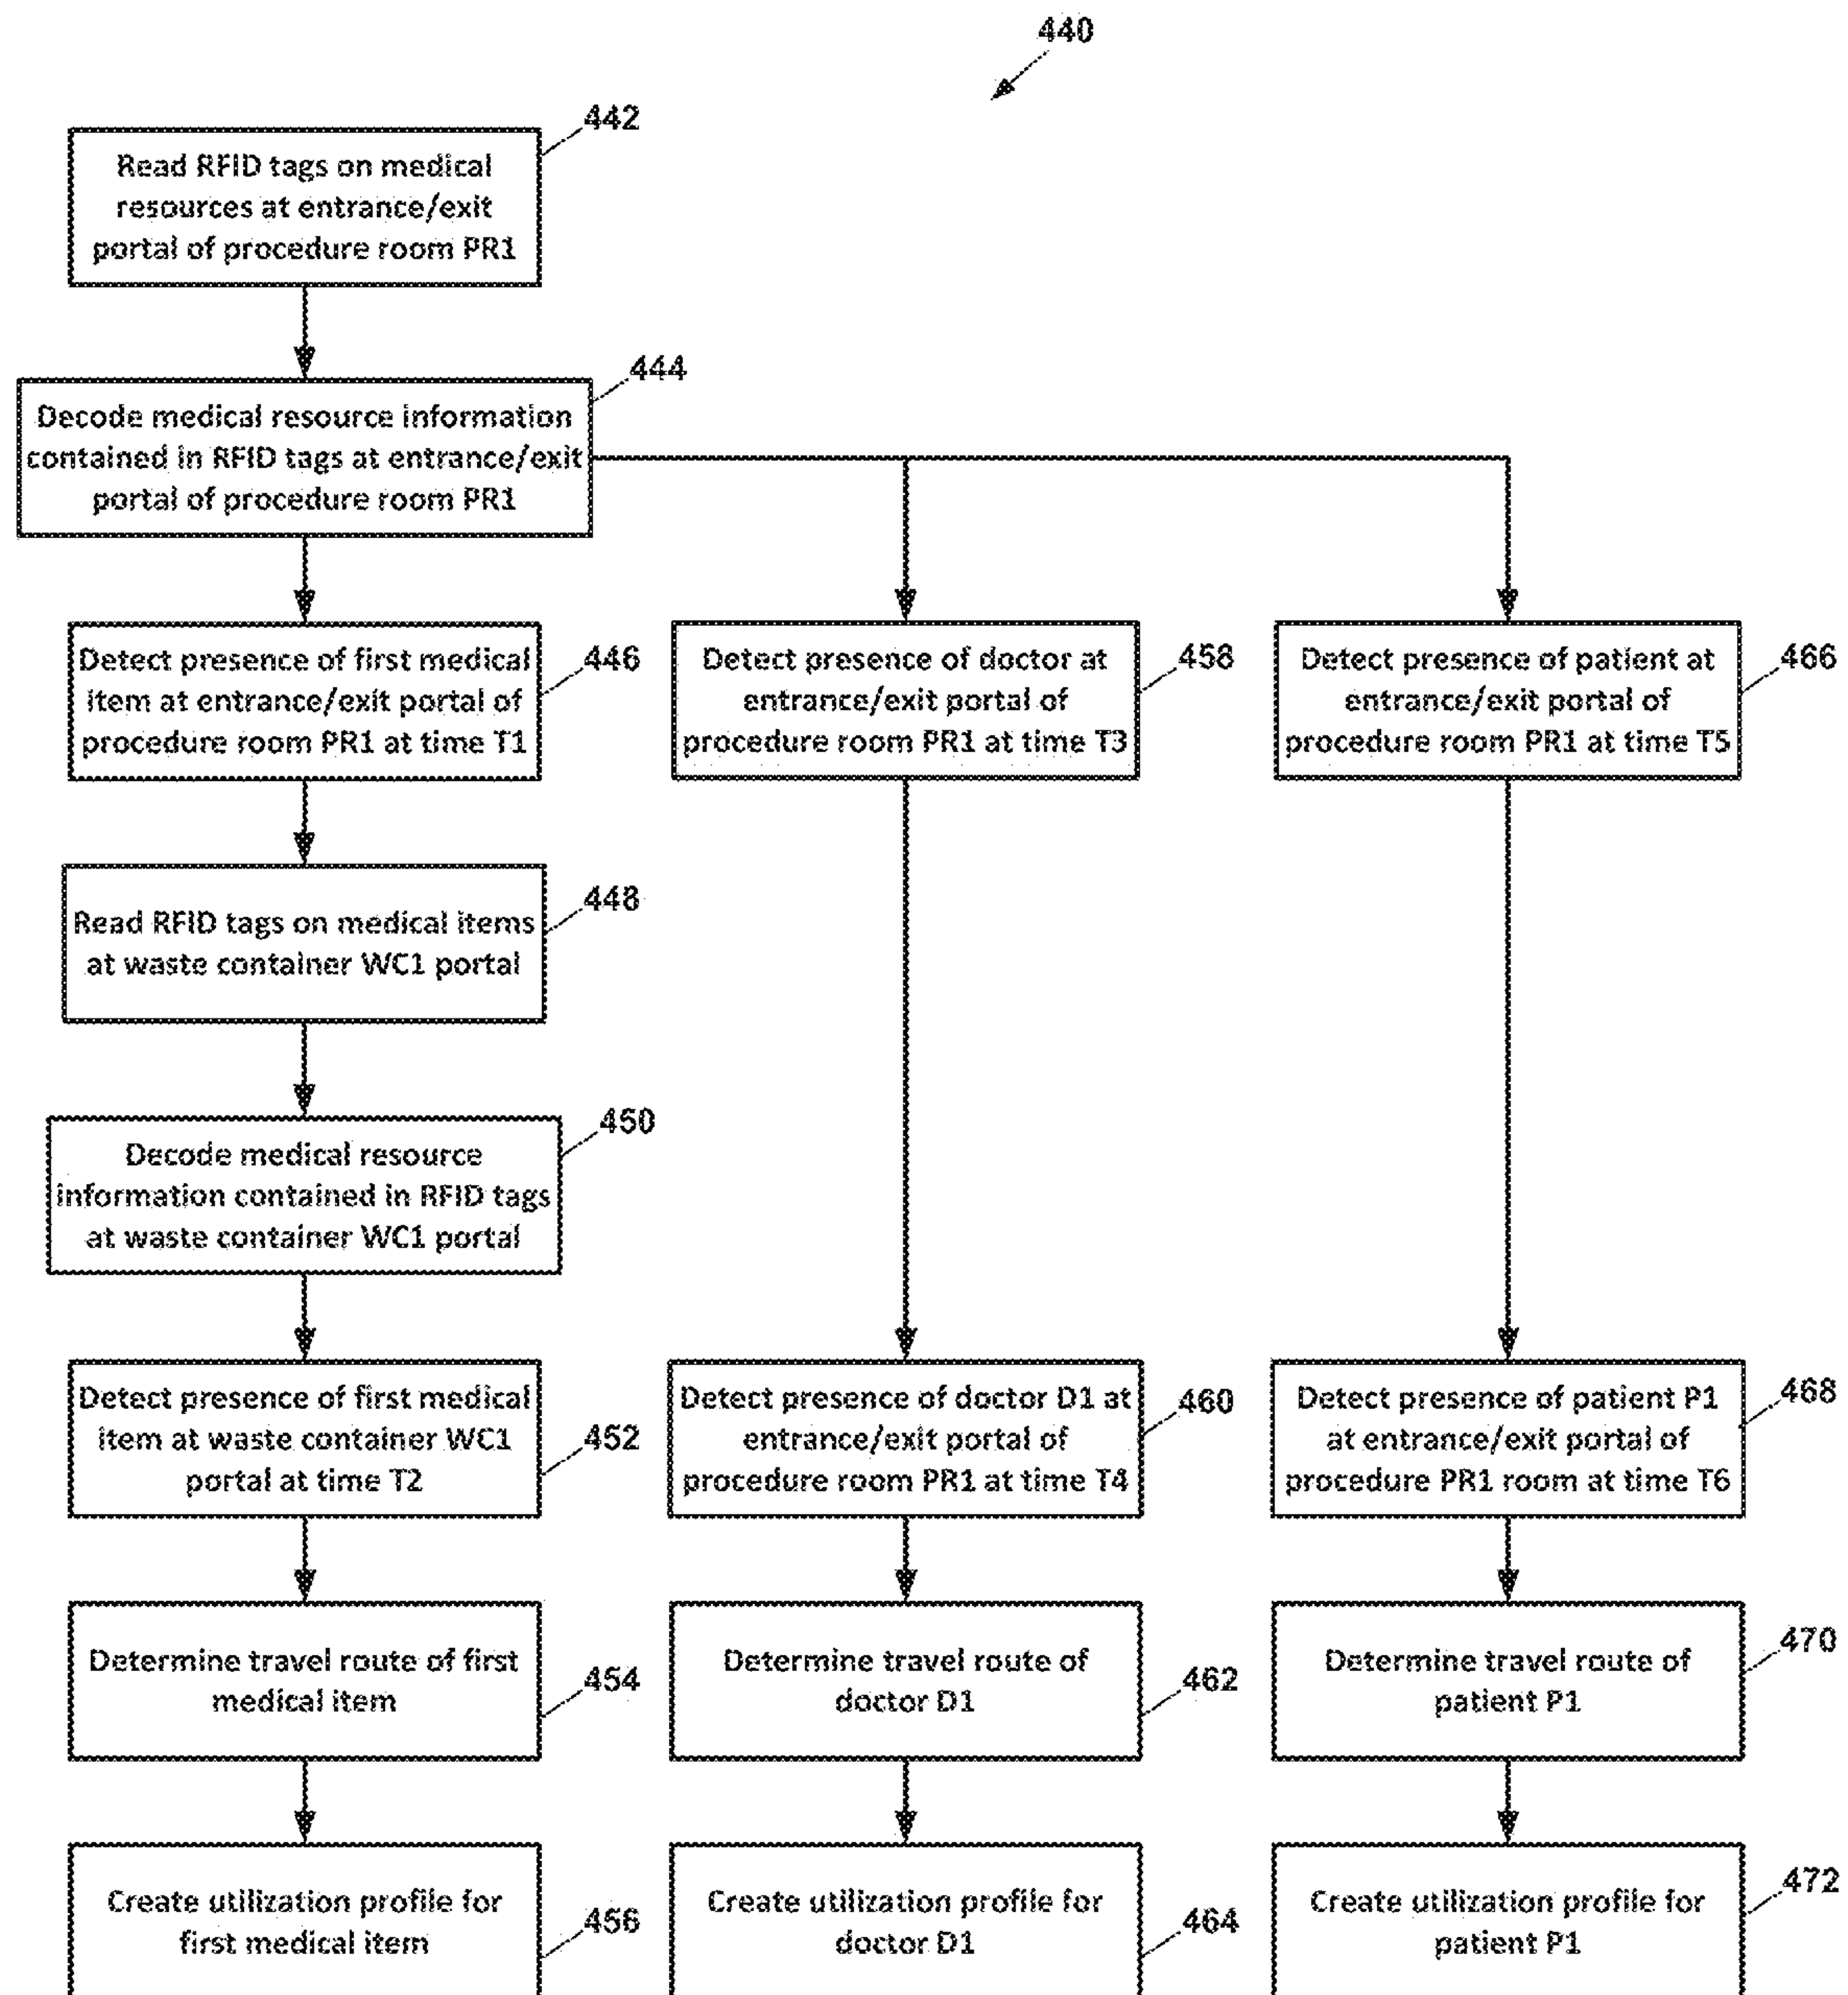 440
442
Read RFID tags on medical
resources at entrance/exit
portal of procedure room PR1
444
Decode medical resource information
contained in RFID tags at entrance/exit
portal of procedure room PR1
446
Detect presence of first medical
item at entrance/exit portal of
procedure room PR1 at time T1
458
Detect presence of doctor at
entrance/exit portal of
procedure room PR1 at time T3
466
Detect presence of patient at
entrance/exit portal of
procedure room PR1 at time T5
448
Read RFID tags on medical items
at waste container WC1 portal
450
Decode medical resource
information contained in RFID tags
at waste container WC1 portal
452
Detect presence of first medical
item at waste container WC1
portal at time T2
460
Detect presence of doctor D1 at
entrance/exit portal of
procedure room PR1 at time T4
468
Detect presence of patient P1
at entrance/exit portal of
procedure PR1 room at time T6
454
Determine travel route of first
medical item
462
Determine travel route of
doctor D1
470
Determine travel route of
patient P1
456
Create utilization profile for
first medical item
464
Create utilization profile for
doctor D1
472
Create utilization profile for
patient P1